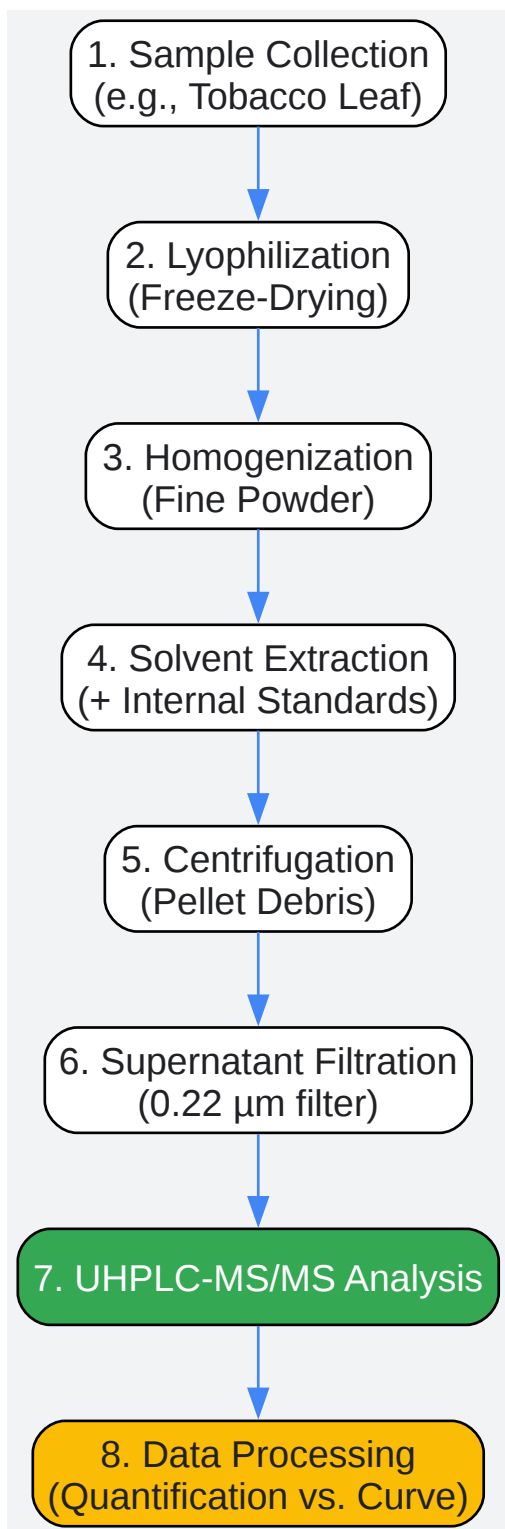 1. Sample Collection
(e.g., Tobacco Leaf)
2. Lyophilization
(Freeze-Drying)
3. Homogenization
(Fine Powder)
4. Solvent Extraction
(+ Internal Standards)
5. Centrifugation
(Pellet Debris)
6. Supernatant Filtration
(0.22 µm filter)
7. UHPLC-MS/MS Analysis
8. Data Processing
(Quantification vs. Curve)